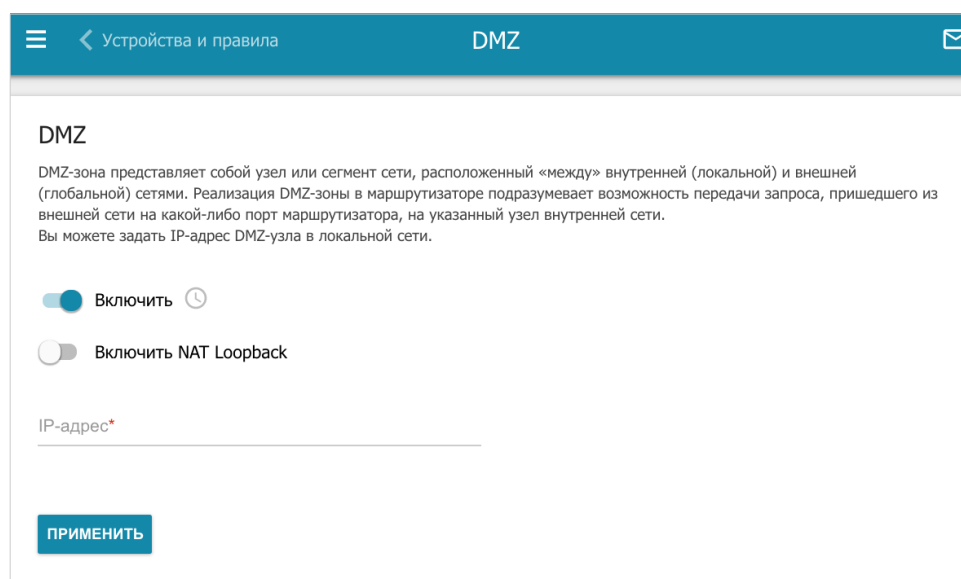 Устройства и правила
DMZ
DMZ
DMZ-зона представляет собой узел или сегмент сети, расположенный «между» внутренней (локальной) и внешней
(глобальной) сетями. Реализация DMZ-зоны в маршрутизаторе подразумевает возможность передачи запроса, пришедшего из
внешней сети на какой-либо порт маршрутизатора, на указанный узел внутренней сети.
Вы можете задать IP-адрес DMZ-узла в локальной сети.
Включить
Включить NAT Loopback
IP-адрес*
ПРИМЕНИТЬ